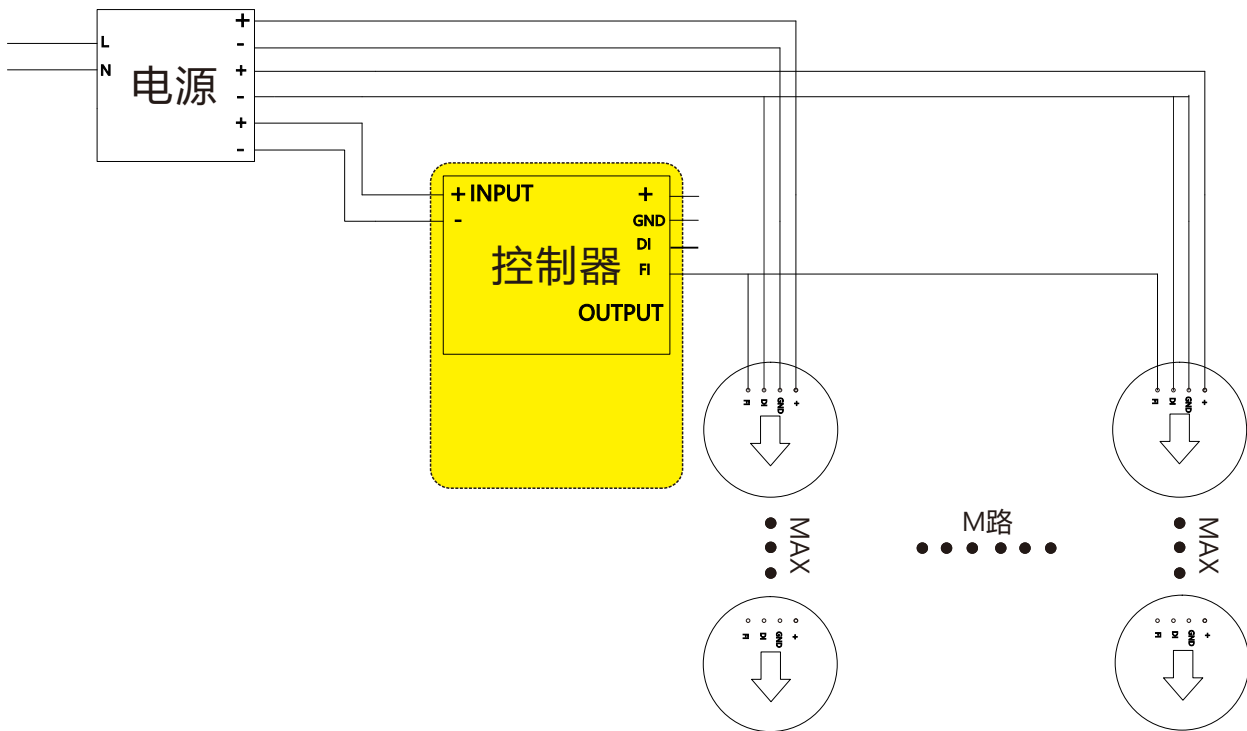 +
-
L
N
+
-
+
-
电源
+ INPUT
-
+
GND
DI
FI
控制器
OUTPUT
FI
DI
GND
+
FI
DI
GND
+
MAX
M路
MAX
FI
DI
GND
+
FI
DI
GND
+